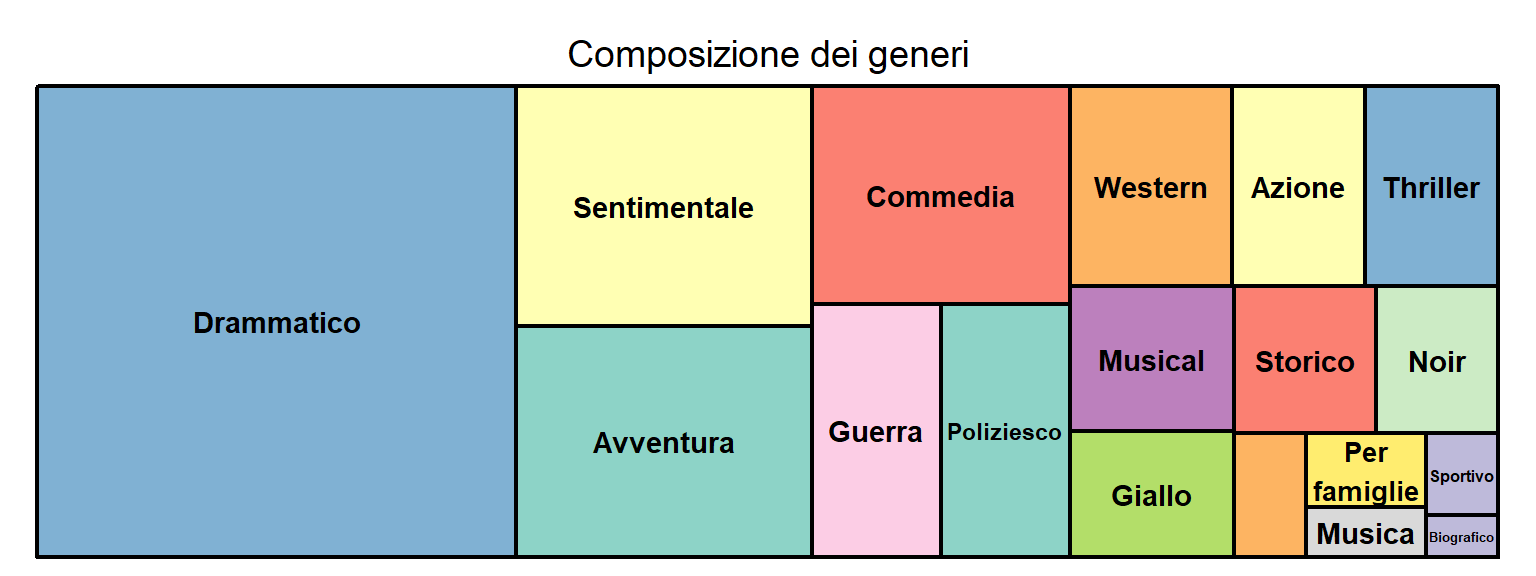 Composizione dei generi
Drammatico
Sentimentale
Avventura
Commedia
Guerra
Poliziesco
Western
Azione
Thriller
Musical
Storico
Noir
Giallo
Per
famiglie
Musica
Sportivo
Biografico